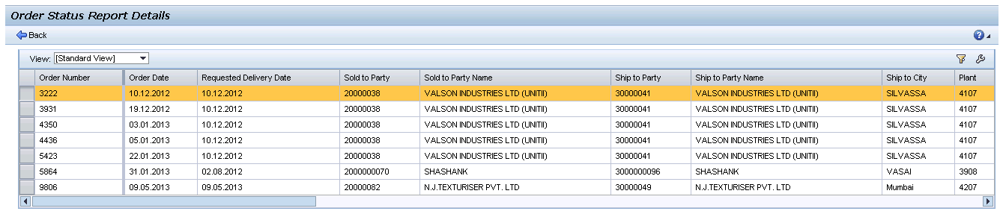 Order Status Report Details
Back
View: [Standard View]
Order Number Order Date Requested Delivery Date Sold to Party Sold to Party Name Ship to Party Ship to Party Name Ship to City Plant
3222 10.12.2012 10.12.2012 20000038 VALSON INDUSTRIES LTD (UNITII) 30000041 VALSON INDUSTRIES LTD (UNITII) SILVASSA 4107
3931 19.12.2012 10.12.2012 20000038 VALSON INDUSTRIES LTD (UNITII) 30000041 VALSON INDUSTRIES LTD (UNITII) SILVASSA 4107
4350 03.01.2013 10.12.2012 20000038 VALSON INDUSTRIES LTD (UNITII) 30000041 VALSON INDUSTRIES LTD (UNITII) SILVASSA 4107
4436 05.01.2013 10.12.2012 20000038 VALSON INDUSTRIES LTD (UNITII) 30000041 VALSON INDUSTRIES LTD (UNITII) SILVASSA 4107
5423 22.01.2013 10.12.2012 20000038 VALSON INDUSTRIES LTD (UNITII) 30000041 VALSON INDUSTRIES LTD (UNITII) SILVASSA 4107
5864 31.01.2013 02.08.2012 2000000070 SHASHANK 3000000096 SHASHANK VASAI 3908
9806 09.05.2013 09.05.2013 20000082 N.J.TEXTURISER PVT. LTD 30000049 N.J.TEXTURISER PVT. LTD Mumbai 4207